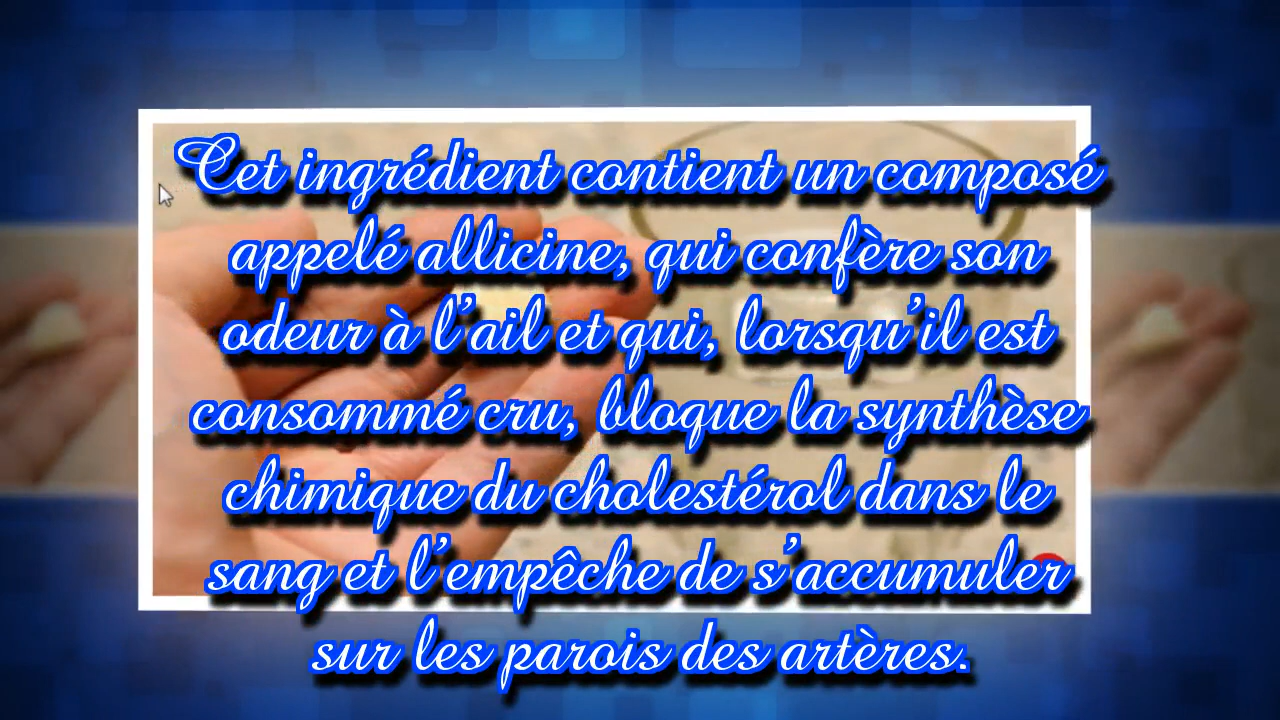 Cet ingrédient contient un composé
appelé allicine, qui confère son
odeur à l'ail et qui, lorsqu'il est
consommé cru, bloque la synthèse
chimique du cholestérol dans le
sang et l'empêche de s'accumuler
sur les parois des artères.